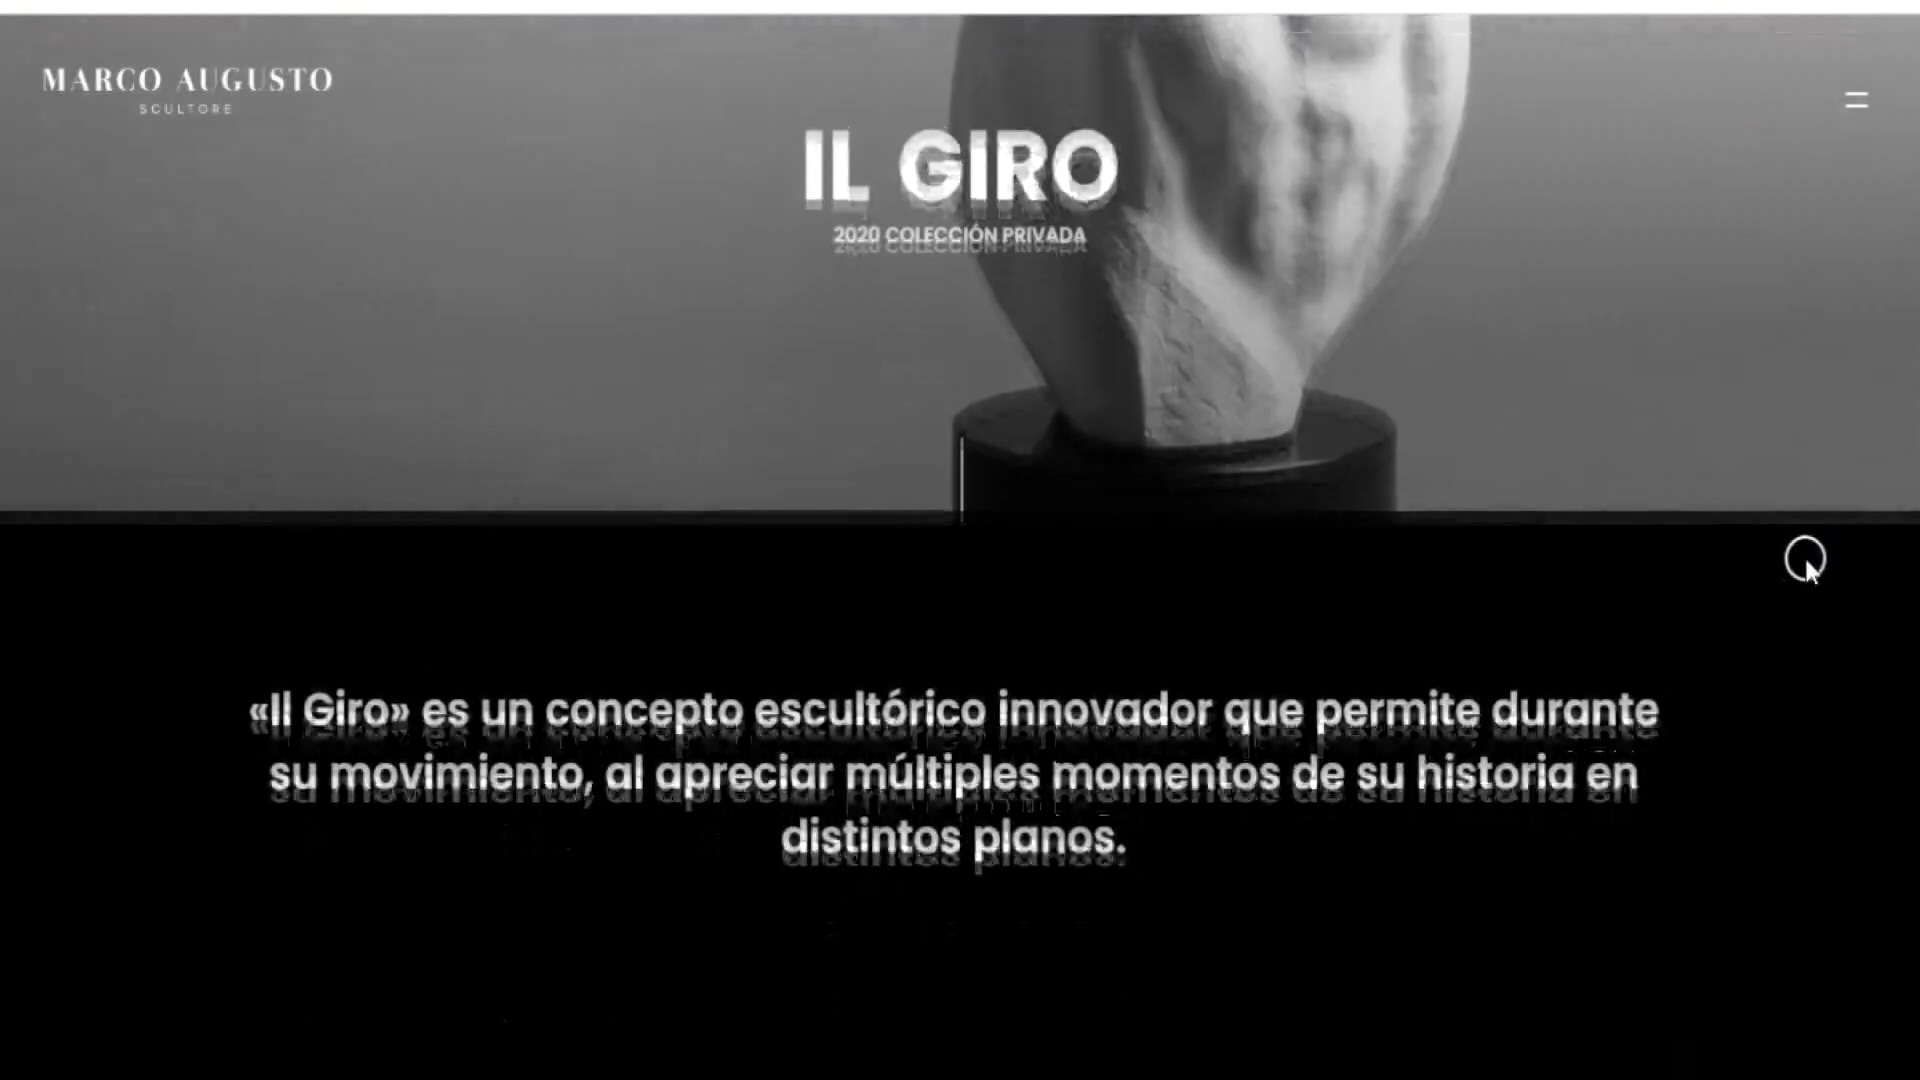 MARCO AUGUSTO
SCULTORE
IL GIRO
2020 COLECCIÓN PRIVADA
«Il Giro» es un concepto escultórico innovador que permite durante
su movimiento, al apreciar múltiples momentos de su historia en
distintos planos.